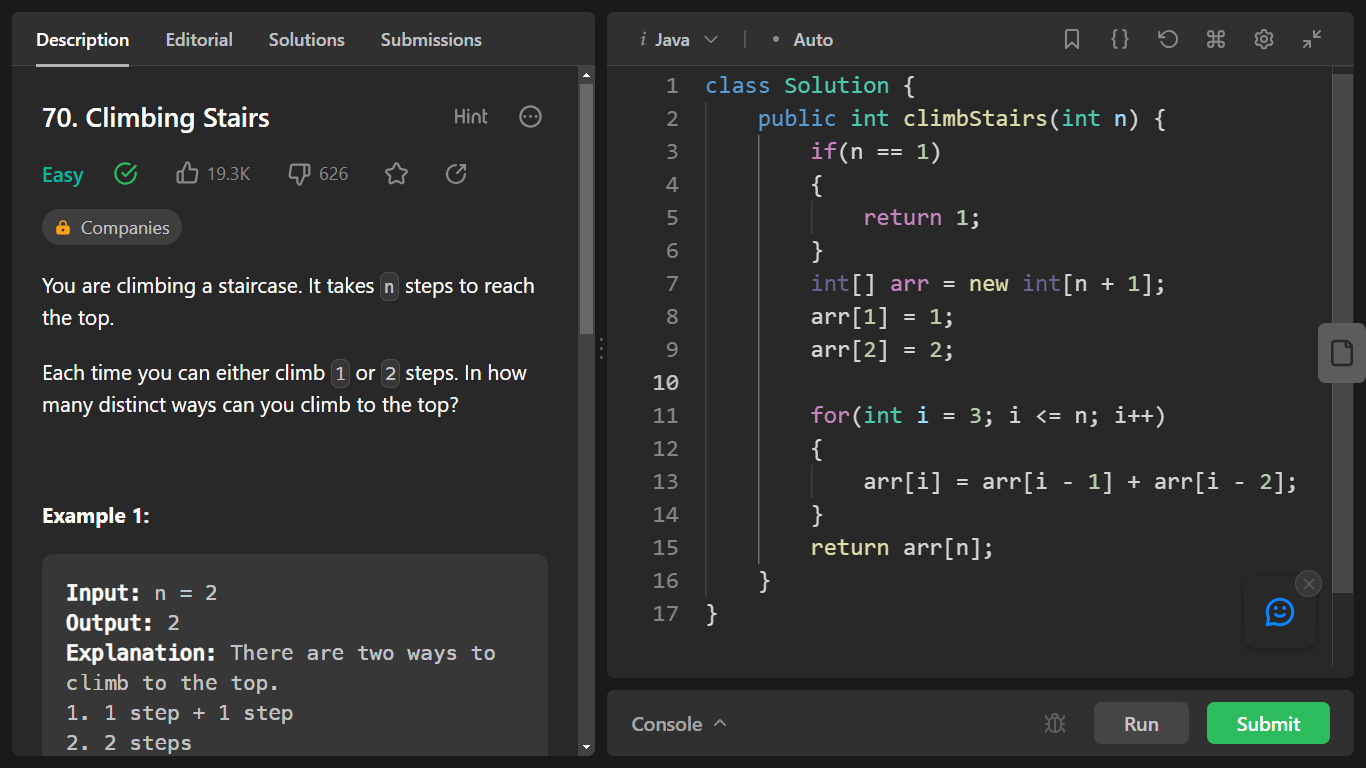 Description Editorial Solutions Submissions
70. Climbing Stairs Hint
Easy 19.3K 626
Companies
You are climbing a staircase. It takes n steps to reach
the top.
Each time you can either climb 1 or 2 steps. In how
many distinct ways can you climb to the top?
Example 1:
Input: n = 2
Output: 2
Explanation: There are two ways to
climb to the top.
1. 1 step + 1 step
2. 2 steps
i Java • Auto
1 class Solution {
2     public int climbStairs(int n) {
3         if(n == 1)
4         {
5             return 1;
6         }
7         int[] arr = new int[n + 1];
8         arr[1] = 1;
9         arr[2] = 2;
10
11         for(int i = 3; i <= n; i++)
12         {
13             arr[i] = arr[i - 1] + arr[i - 2];
14         }
15         return arr[n];
16     }
17 }
Console Run Submit